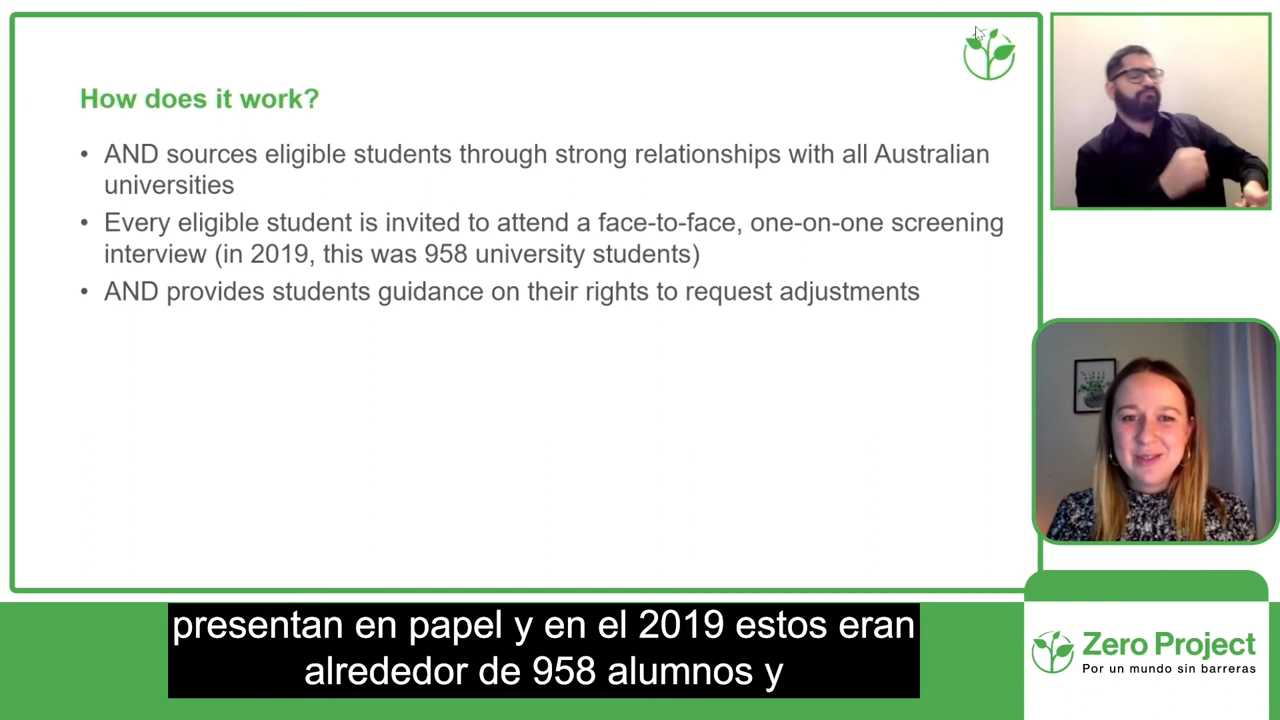 How does it work?
• AND sources eligible students through strong relationships with all Australian
universities
• Every eligible student is invited to attend a face-to-face, one-on-one screening
interview (in 2019, this was 958 university students)
• AND provides students guidance on their rights to request adjustments
presentan en papel y en el 2019 estos eran
alrededor de 958 alumnos y
Zero Project
Por un mundo sin barreras